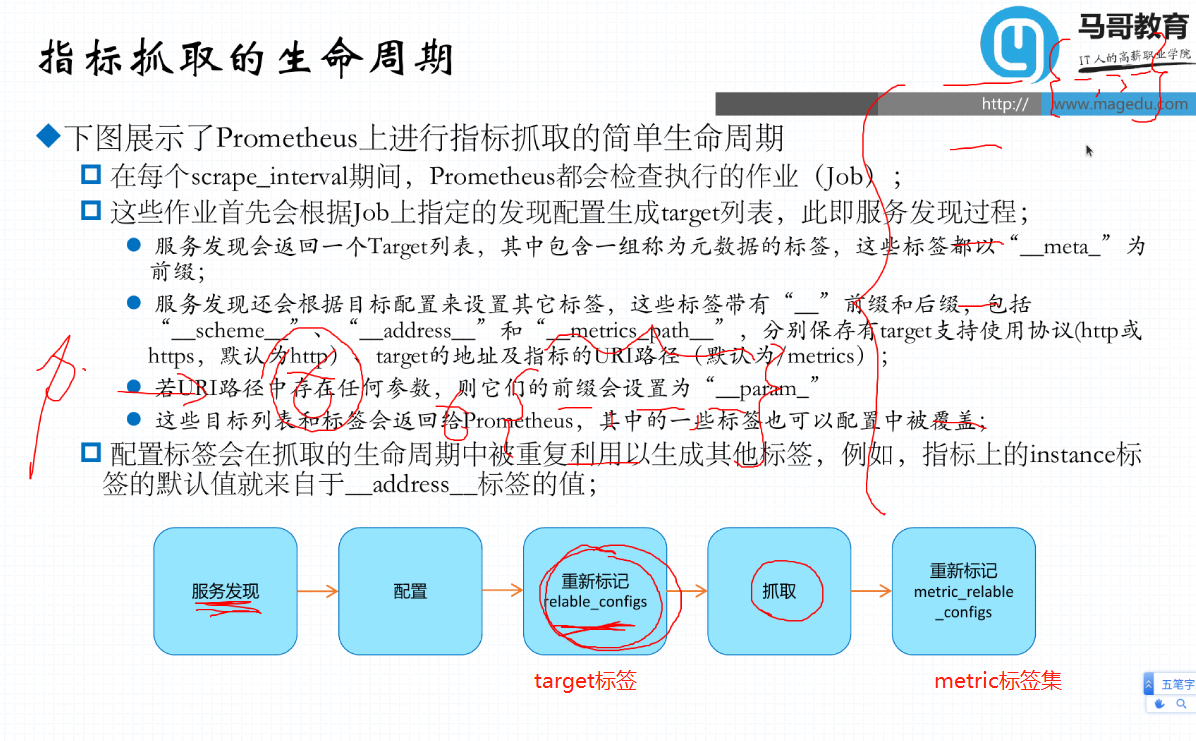 指标抓取的生命周期
马哥教育
IT人的高薪职业学院
http://
www.magedu.com
下图展示了Prometheus上进行指标抓取的简单生命周期
在每个scrape_interval期间，Prometheus都会检查执行的作业（Job）；
这些作业首先会根据Job上指定的发现配置生成target列表，此即服务发现过程；
服务发现会返回一个Target列表，其中包含一组称为元数据的标签，这些标签都以“__meta_”为
前缀；
服务发现还会根据目标配置来设置其它标签，这些标签带有“__”前缀和后缀，包括
“__scheme__”、“__address__”和“__metrics_path__”，分别保存有target支持使用协议(http或
https，默认为http)、target的地址及指标的URI路径（默认为/metrics）；
若URI路径中存在任何参数，则它们的前缀会设置为“__param_”
这些目标列表和标签会返回给Prometheus，其中的一些标签也可以配置中被覆盖；
配置标签会在抓取的生命周期中被重复利用以生成其他标签，例如，指标上的instance标
签的默认值就来自于__address__标签的值；
服务发现
配置
重新标记
relable_configs
抓取
重新标记
metric_relable
_configs
target标签
metric标签集
五笔字